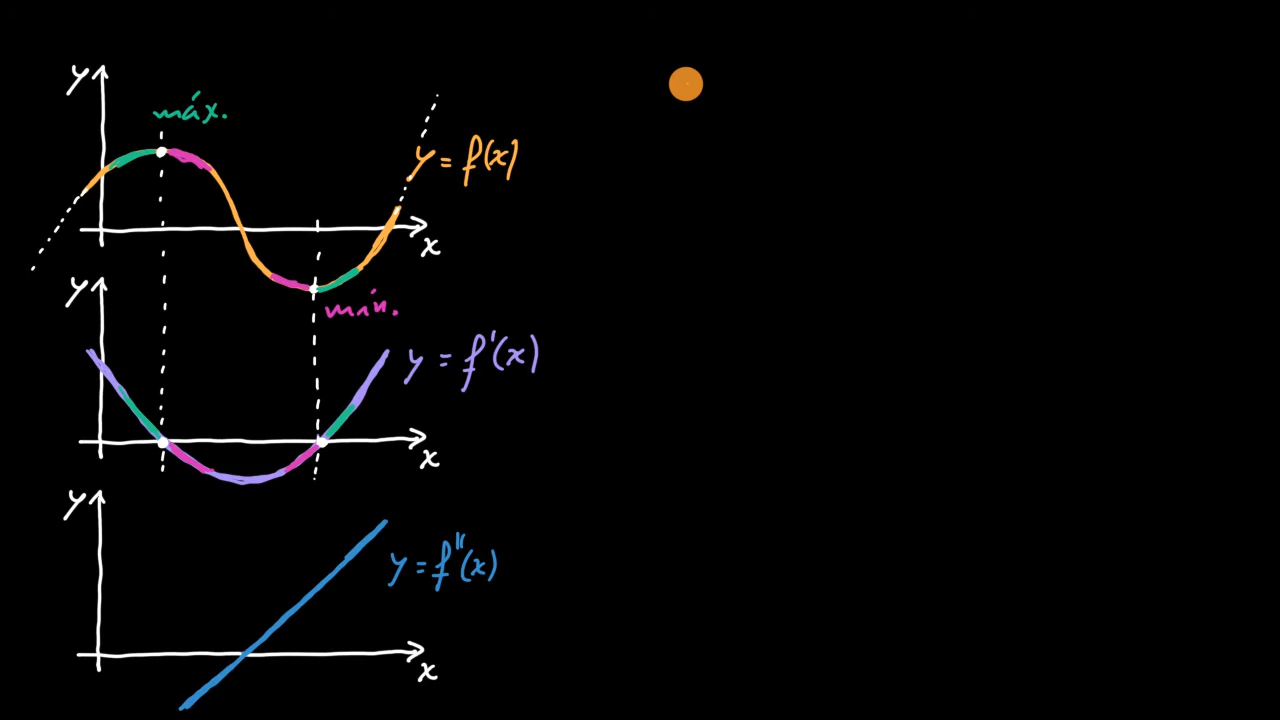 y
máx.
y = f(x)
x
y
mín.
y = f'(x)
x
y
y = f''(x)
x